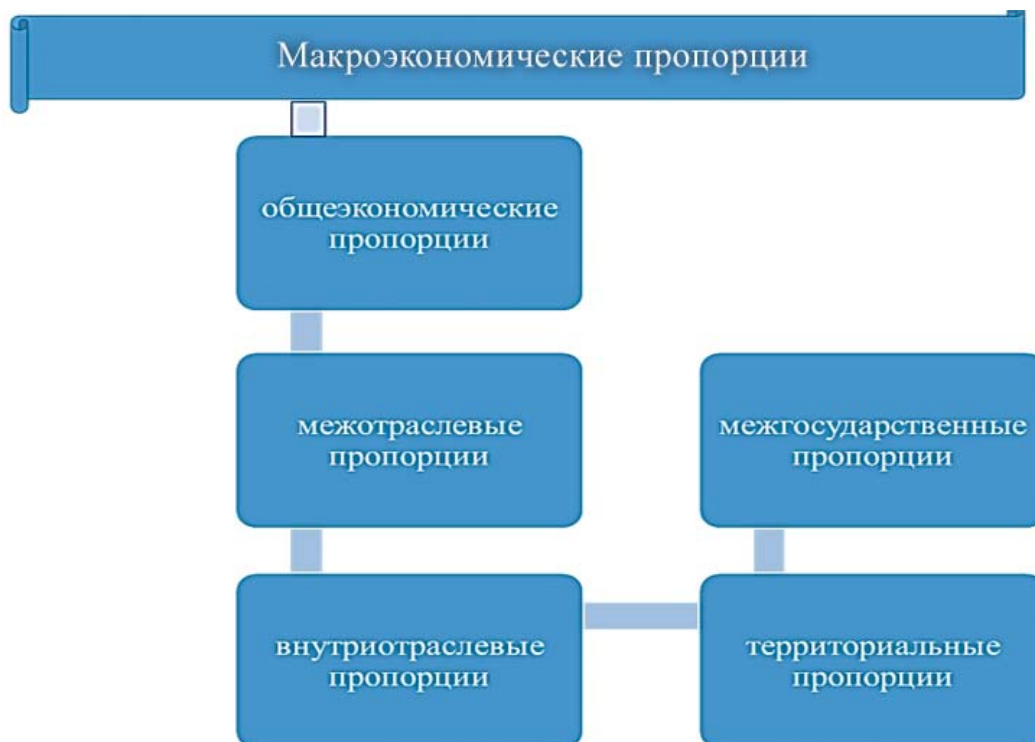 Макроэкономические пропорции
общеэкономические
пропорции
межотраслевые
пропорции
внутриотраслевые
пропорции
территориальные
пропорции
межгосударственные
пропорции